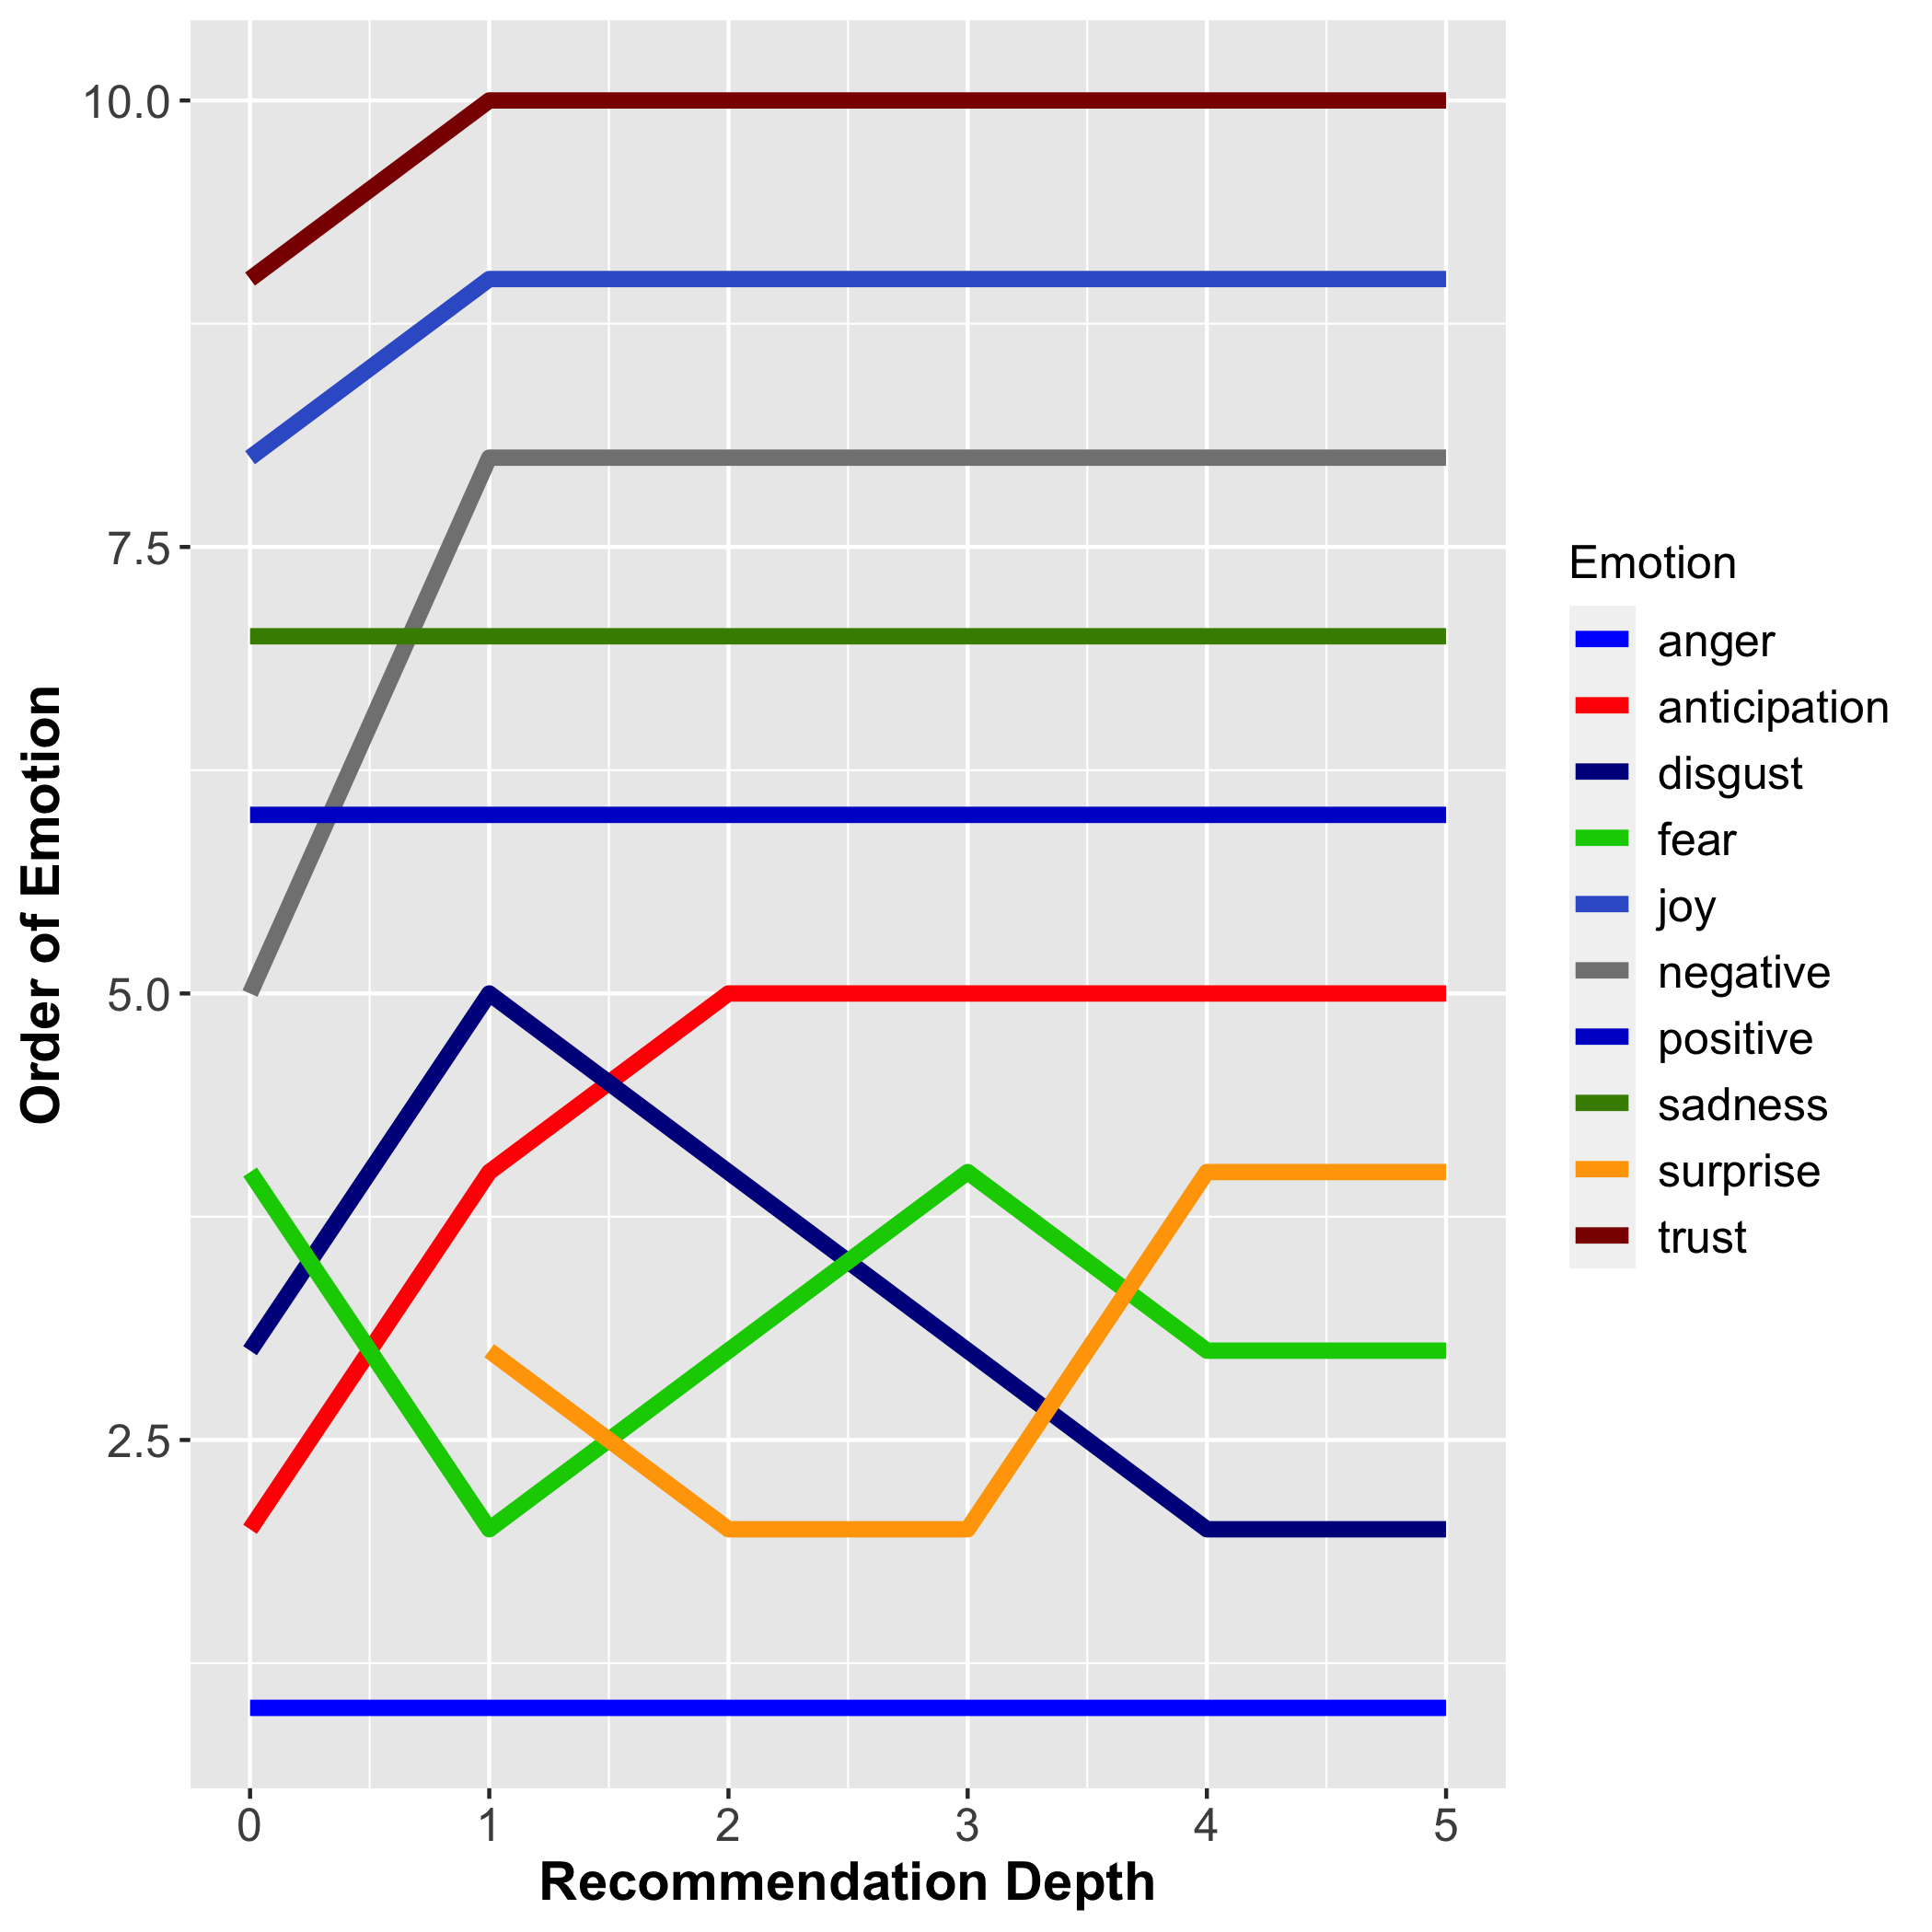 10.0
7.5
5.0
2.5
Order of Emotion
0 1 2 3 4 5
Recommendation Depth
Emotion
anger
anticipation
disgust
fear
joy
negative
positive
sadness
surprise
trust